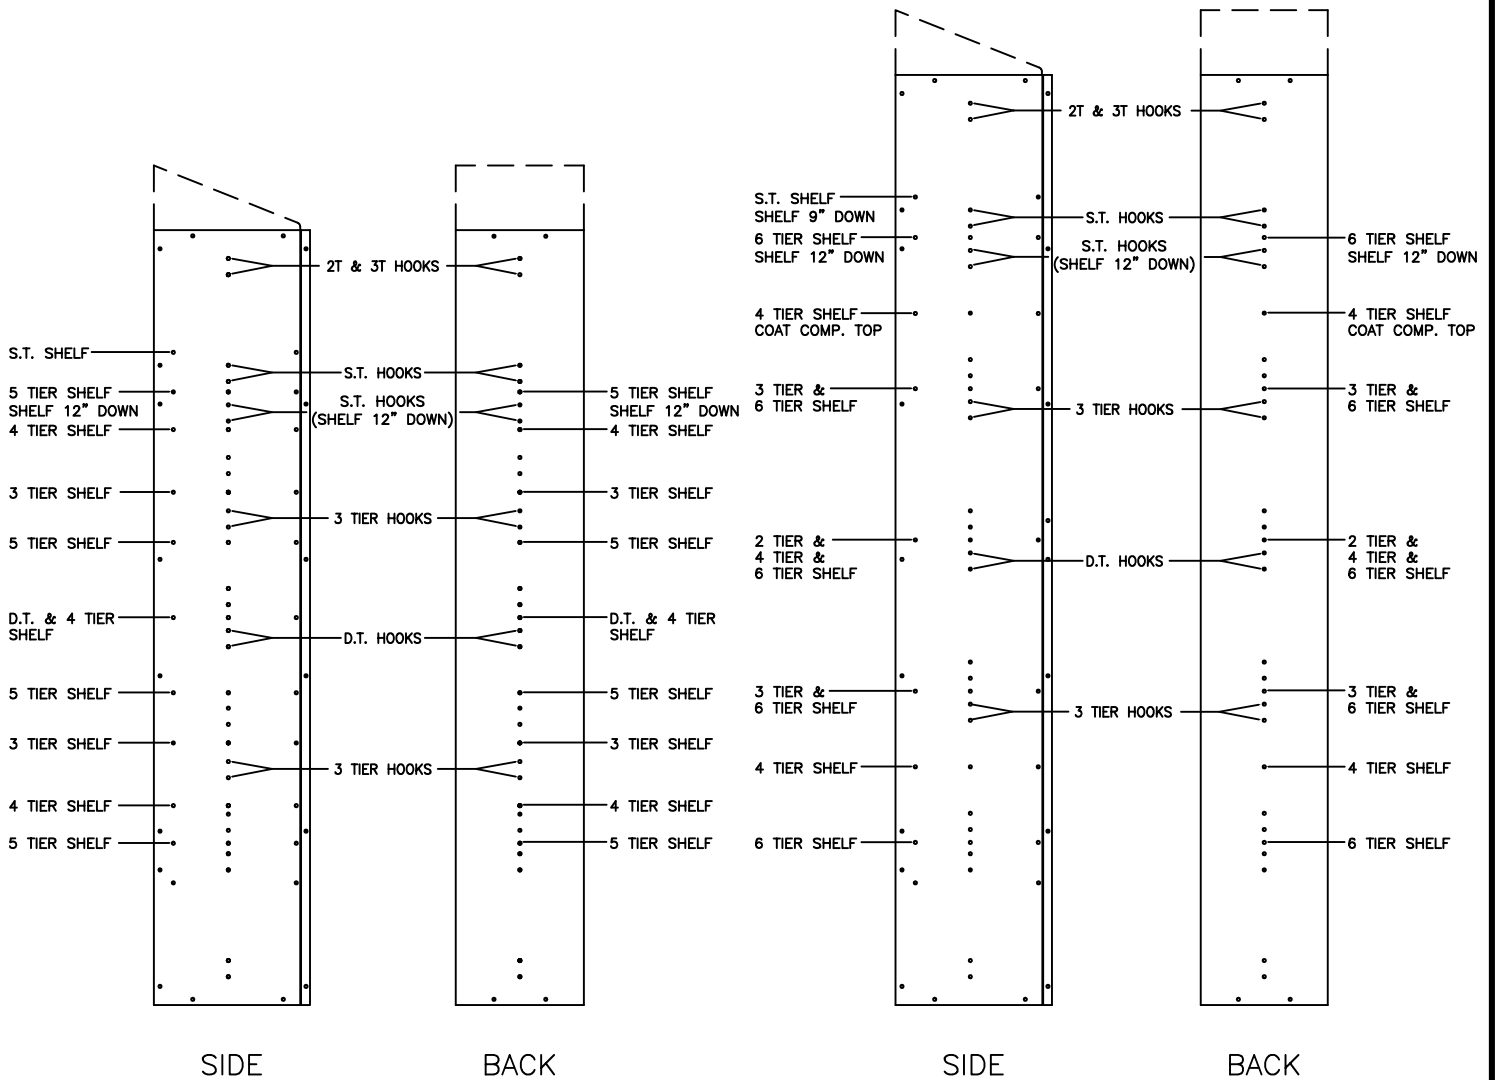 2T & 3T HOOKS
S.T. SHELF
S.T. HOOKS
5 TIER SHELF
SHELF 12" DOWN
S.T. HOOKS
(SHELF 12" DOWN)
5 TIER SHELF
SHELF 12" DOWN
4 TIER SHELF
4 TIER SHELF
3 TIER SHELF
3 TIER SHELF
3 TIER HOOKS
5 TIER SHELF
5 TIER SHELF
D.T. & 4 TIER
SHELF
D.T. HOOKS
D.T. & 4 TIER
SHELF
5 TIER SHELF
5 TIER SHELF
3 TIER SHELF
3 TIER SHELF
3 TIER HOOKS
4 TIER SHELF
4 TIER SHELF
5 TIER SHELF
5 TIER SHELF
SIDE
BACK
2T & 3T HOOKS
S.T. SHELF
SHELF 9" DOWN
S.T. HOOKS
6 TIER SHELF
SHELF 12" DOWN
S.T. HOOKS
(SHELF 12" DOWN)
6 TIER SHELF
SHELF 12" DOWN
4 TIER SHELF
COAT COMP. TOP
4 TIER SHELF
COAT COMP. TOP
3 TIER &
6 TIER SHELF
3 TIER HOOKS
3 TIER &
6 TIER SHELF
2 TIER &
4 TIER &
6 TIER SHELF
D.T. HOOKS
2 TIER &
4 TIER &
6 TIER SHELF
3 TIER &
6 TIER SHELF
3 TIER HOOKS
3 TIER &
6 TIER SHELF
4 TIER SHELF
4 TIER SHELF
6 TIER SHELF
6 TIER SHELF
SIDE
BACK